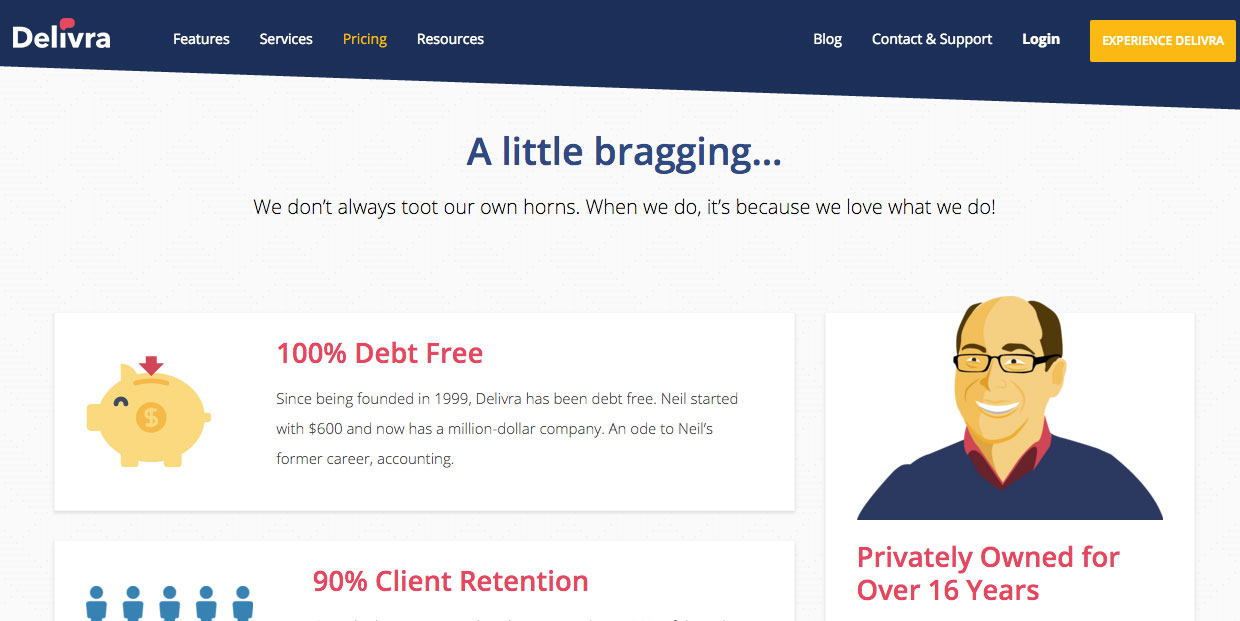 Delivra
Features Services Pricing Resources
Blog Contact & Support Login EXPERIENCE DELIVRA
A little bragging...
We don't always toot our own horns. When we do, it's because we love what we do!
100% Debt Free
Since being founded in 1999, Delivra has been debt free. Neil started
with $600 and now has a million-dollar company. An ode to Neil's
former career, accounting.
$
90% Client Retention
Privately Owned for
Over 16 Years